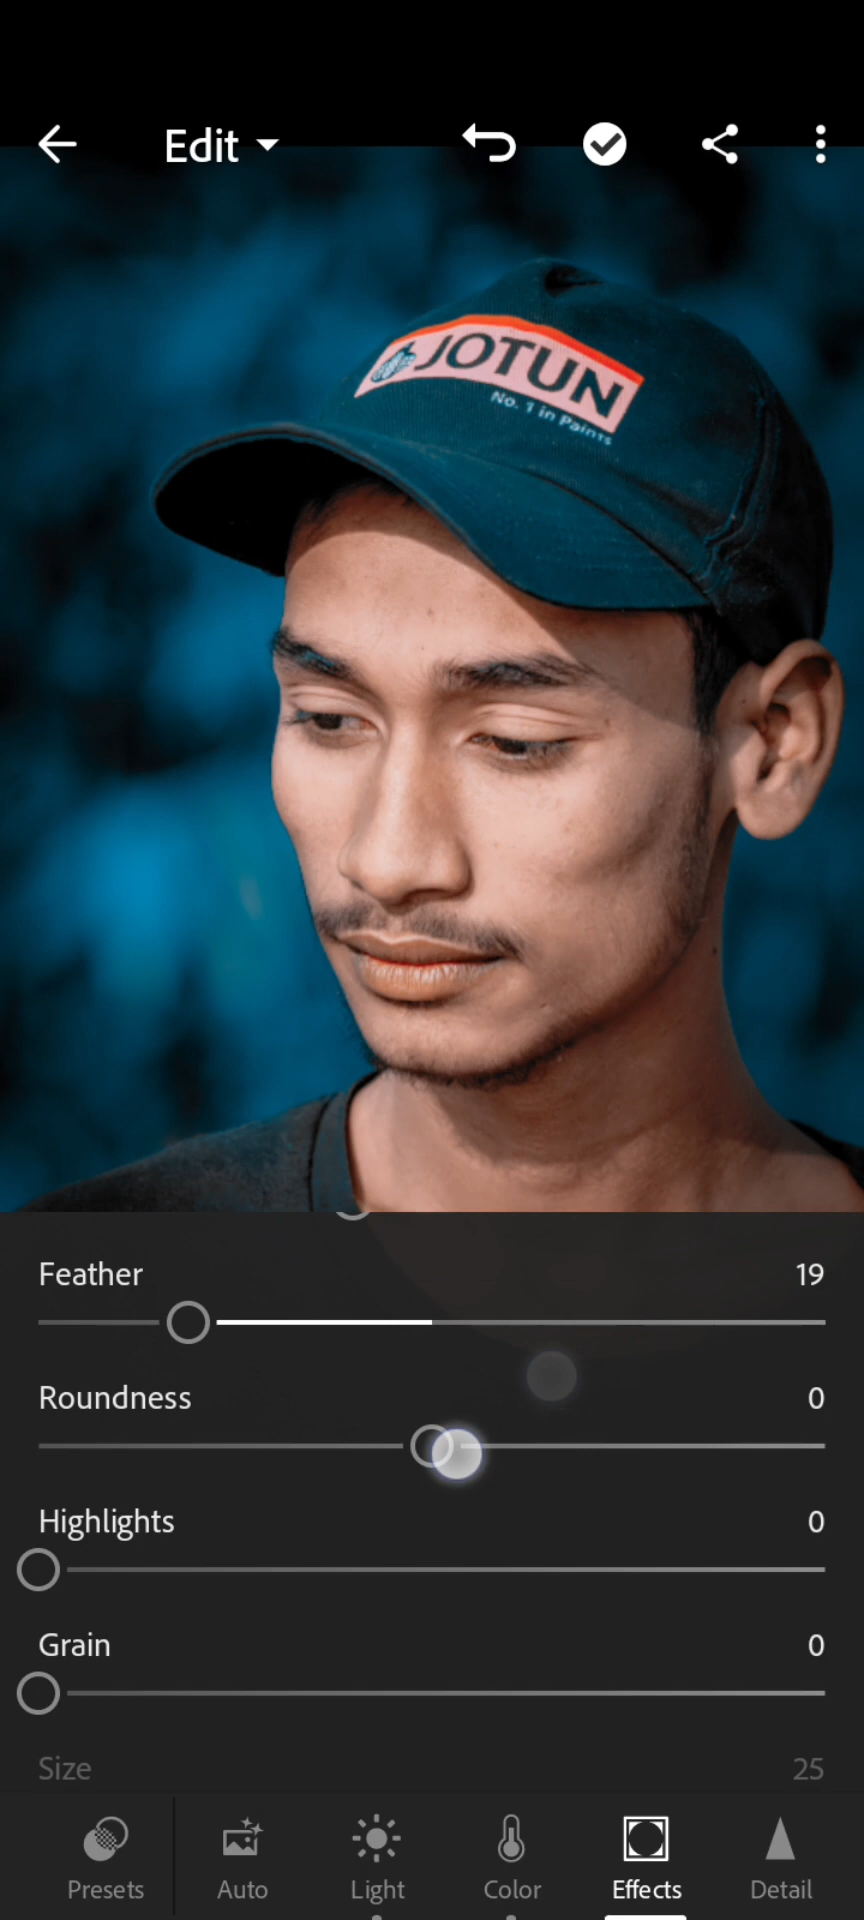 Edit
JOTUN
No. 1 in Paints
Feather 19
Roundness 0
Highlights 0
Grain 0
Size 25
Presets Auto Light Color Effects Detail